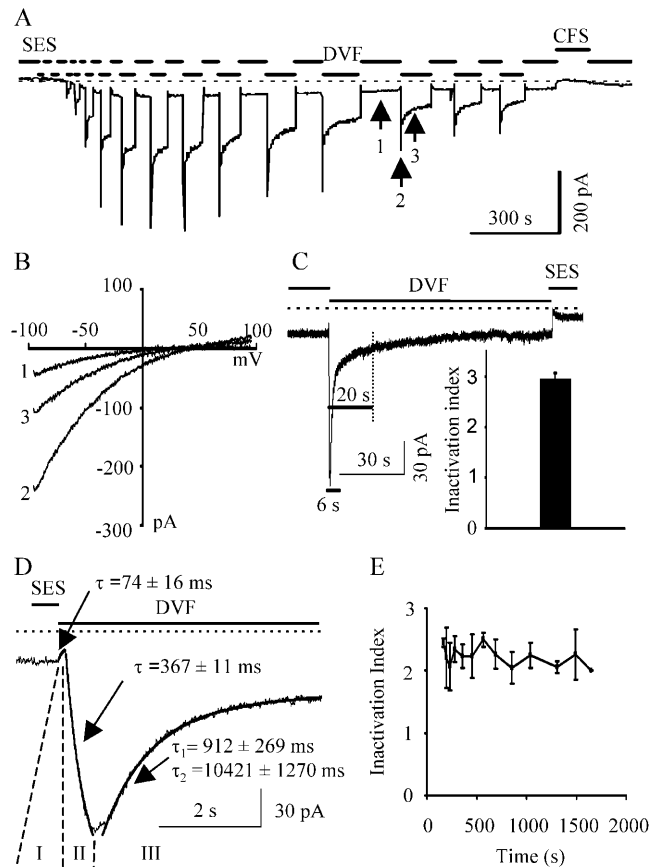 A
SES
DVF
CFS
1
3
2
300 s
200 pA
B
100
-100
-50
50
100
mV
1
3
2
-100
-200
-300
pA
C
DVF
SES
20 s
6 s
30 s
30 pA
Inactivation index
3
2
1
0
D
SES
τ = 74 ± 16 ms
DVF
τ = 367 ± 11 ms
τ1= 912 ± 269 ms
τ2 = 10421 ± 1270 ms
2 s
30 pA
I
II
III
E
Inactivation Index
3
2
1
0
0
500
1000
1500
2000
Time (s)